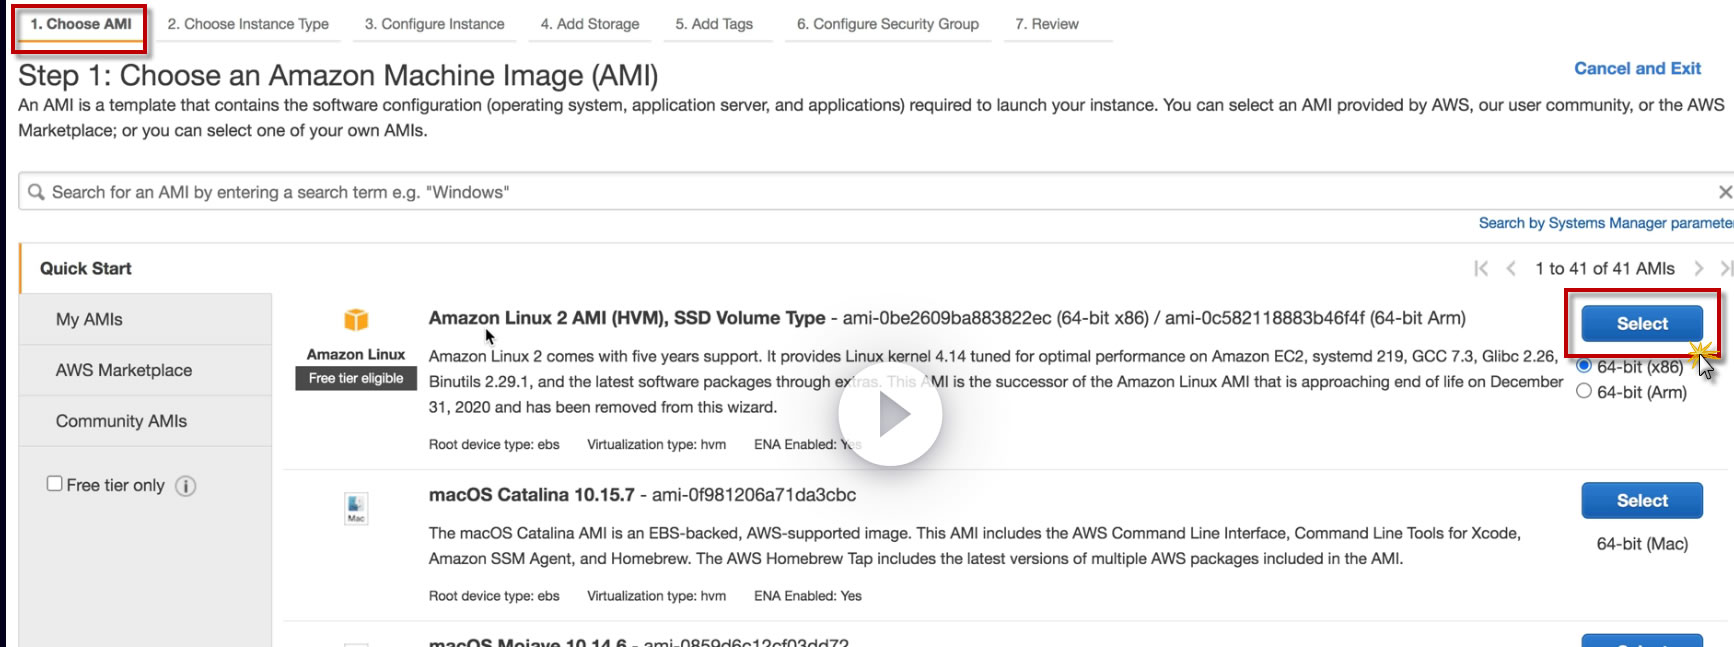 1. Choose AMI
2. Choose Instance Type
3. Configure Instance
4. Add Storage
5. Add Tags
6. Configure Security Group
7. Review
Step 1: Choose an Amazon Machine Image (AMI)
Cancel and Exit
An AMI is a template that contains the software configuration (operating system, application server, and applications) required to launch your instance. You can select an AMI provided by AWS, our user community, or the AWS
Marketplace; or you can select one of your own AMIs.
Search for an AMI by entering a search term e.g. "Windows"
Search by Systems Manager paramete
Quick Start
1 to 41 of 41 AMIs
My AMIs
AWS Marketplace
Community AMIs
Free tier only
Amazon Linux
Free tier eligible
Amazon Linux 2 AMI (HVM), SSD Volume Type - ami-0be2609ba883822ec (64-bit x86) / ami-0c582118883b46f4f (64-bit Arm)
Amazon Linux 2 comes with five years support. It provides Linux kernel 4.14 tuned for optimal performance on Amazon EC2, systemd 219, GCC 7.3, Glibc 2.26,
Binutils 2.29.1, and the latest software packages through extras. This AMI is the successor of the Amazon Linux AMI that is approaching end of life on December
31, 2020 and has been removed from this wizard.
Root device type: ebs Virtualization type: hvm ENA Enabled: Yes
Select
64-bit (x86)
64-bit (Arm)
Mac
macOS Catalina 10.15.7 - ami-0f981206a71da3cbc
The macOS Catalina AMI is an EBS-backed, AWS-supported image. This AMI includes the AWS Command Line Interface, Command Line Tools for Xcode,
Amazon SSM Agent, and Homebrew. The AWS Homebrew Tap includes the latest versions of multiple AWS packages included in the AMI.
Root device type: ebs Virtualization type: hvm ENA Enabled: Yes
Select
64-bit (Mac)
macOS Mojave 10.14.6 - ami-0859d6c12cf03dd72